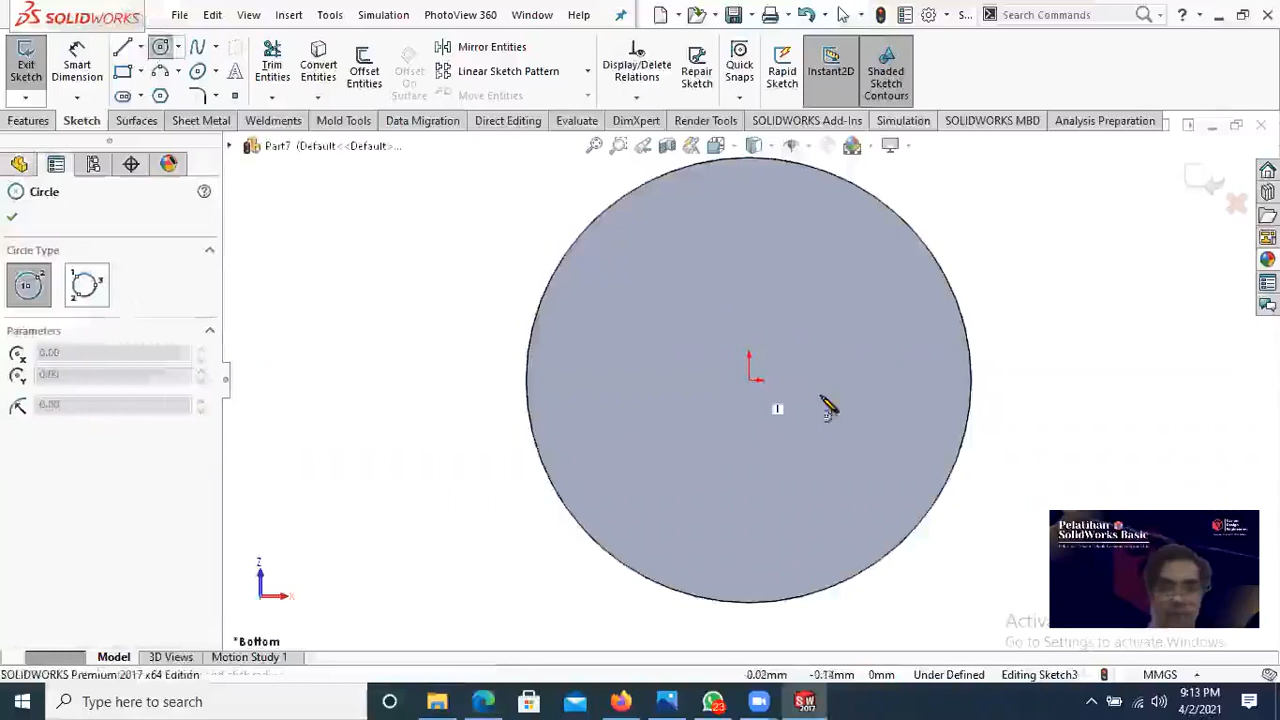 SOLIDWORKS
File Edit View Insert Tools Simulation PhotoView 360 Window Help
S...
Search Commands
Exit Sketch
Smart Dimension
Trim Entities
Convert Entities
Offset Entities
Offset On Surface
Mirror Entities
Linear Sketch Pattern
Move Entities
Display/Delete Relations
Repair Sketch
Quick Snaps
Rapid Sketch
Instant2D
Shaded Sketch Contours
Features Sketch Surfaces Sheet Metal Weldments Mold Tools Data Migration Direct Editing Evaluate DimXpert Render Tools SOLIDWORKS Add-Ins Simulation SOLIDWORKS MBD Analysis Preparation
Part7 (Default<<Default>...
Circle
Circle Type
Parameters
0.00
0.00
Z
X
*Bottom
Pelatihan
SolidWorks Basic
Go to Settings to activate Windows.
Model 3D Views Motion Study 1
SOLIDWORKS Premium 2017 x64 Edition
Under Defined Editing Sketch3 MMGS
Type here to search
23
SW
2017
9:13 PM
4/2/2021